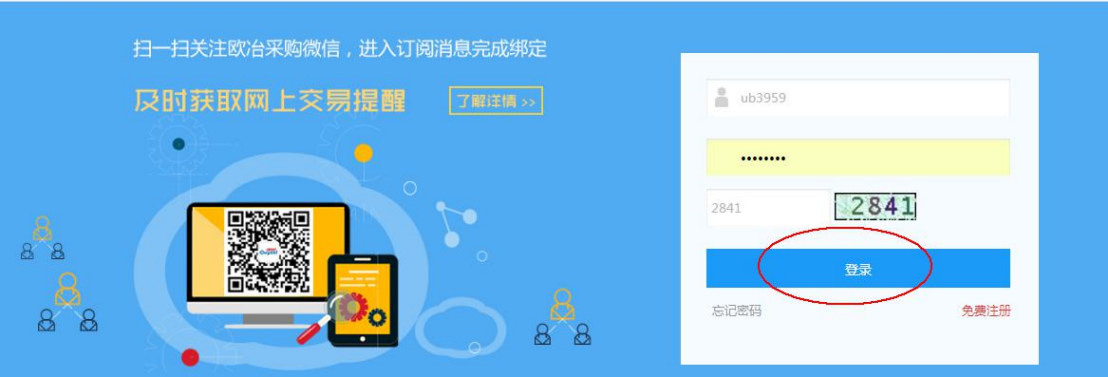 扫一扫关注欧冶采购微信，进入订阅消息完成绑定
及时获取网上交易提醒
了解详情 >>
ub3959
••••••••
2841
2841
登录
忘记密码
免费注册